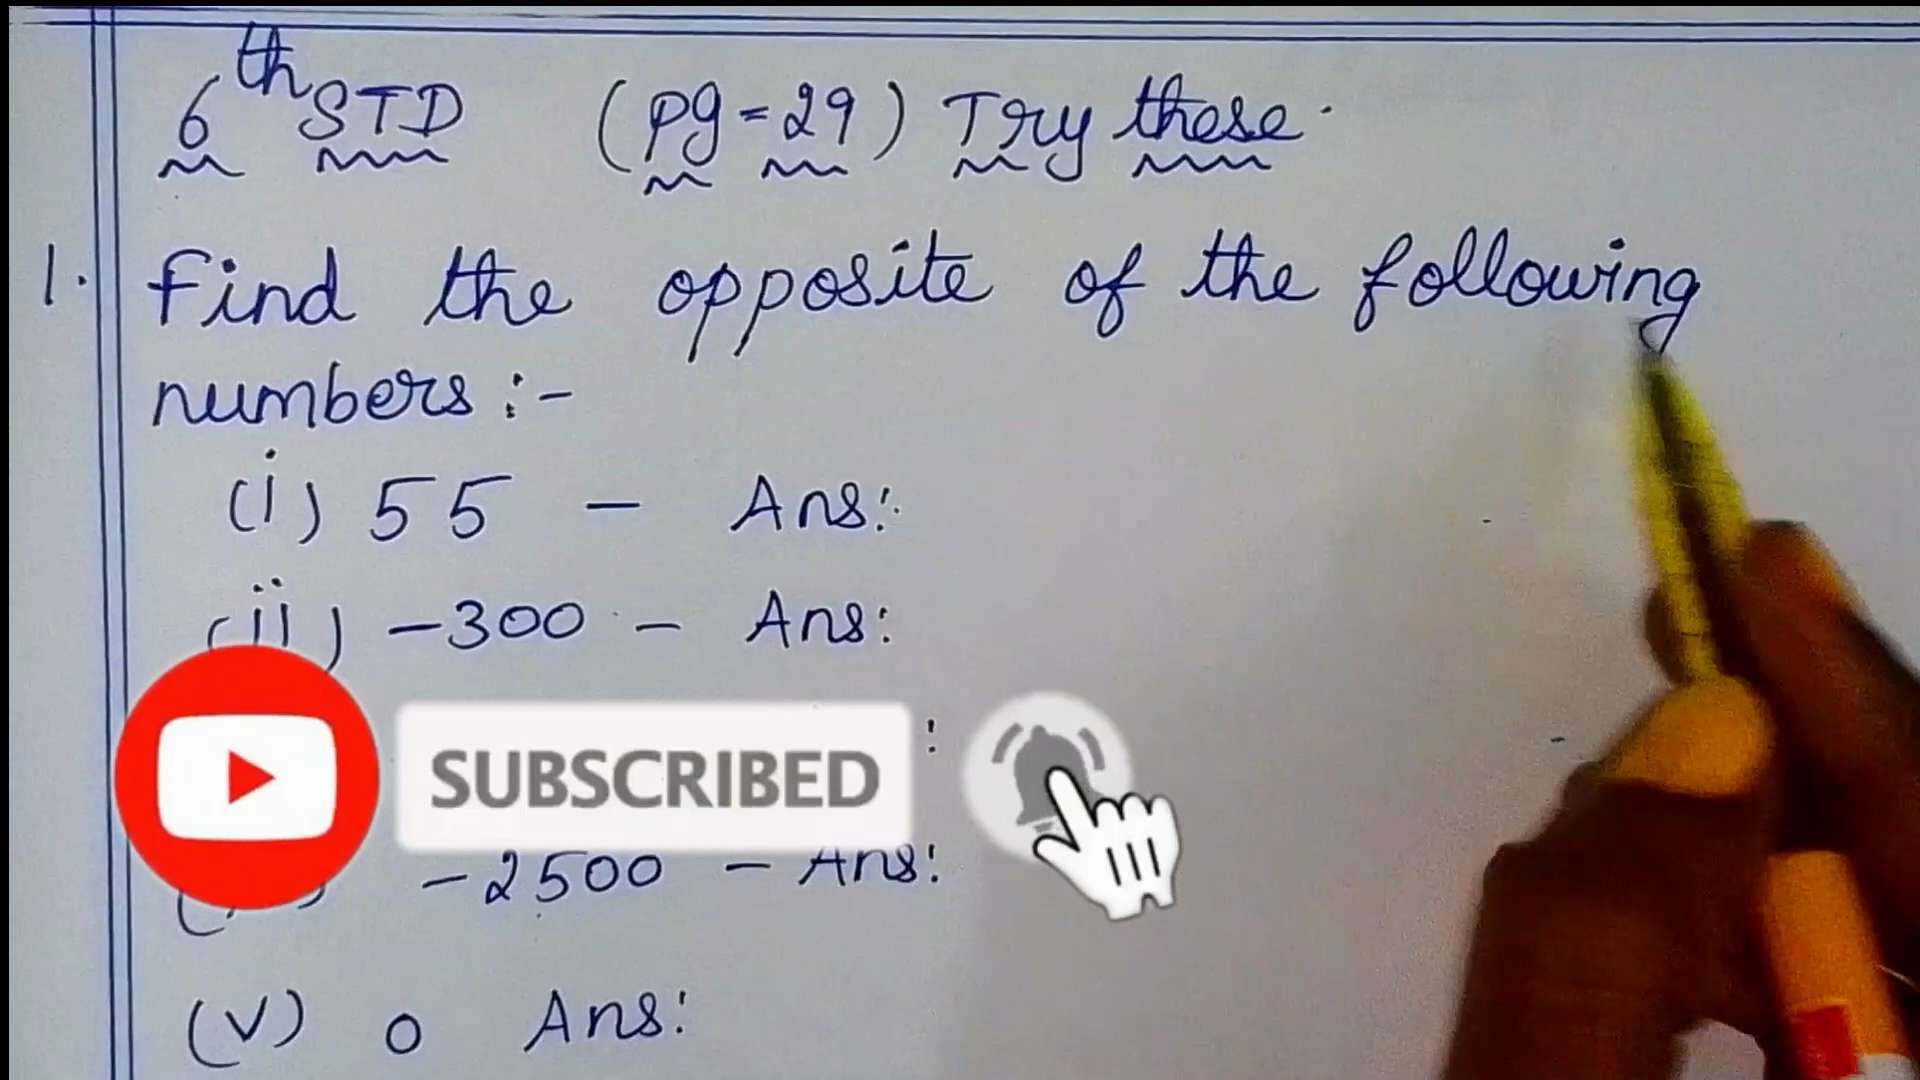 6th STD (pg=29) Try these.
1. Find the opposite of the following
numbers :-
(i) 55 - Ans:
(ii) -300 - Ans:
SUBSCRIBED :
-2500 - Ans:
(v) 0 Ans: